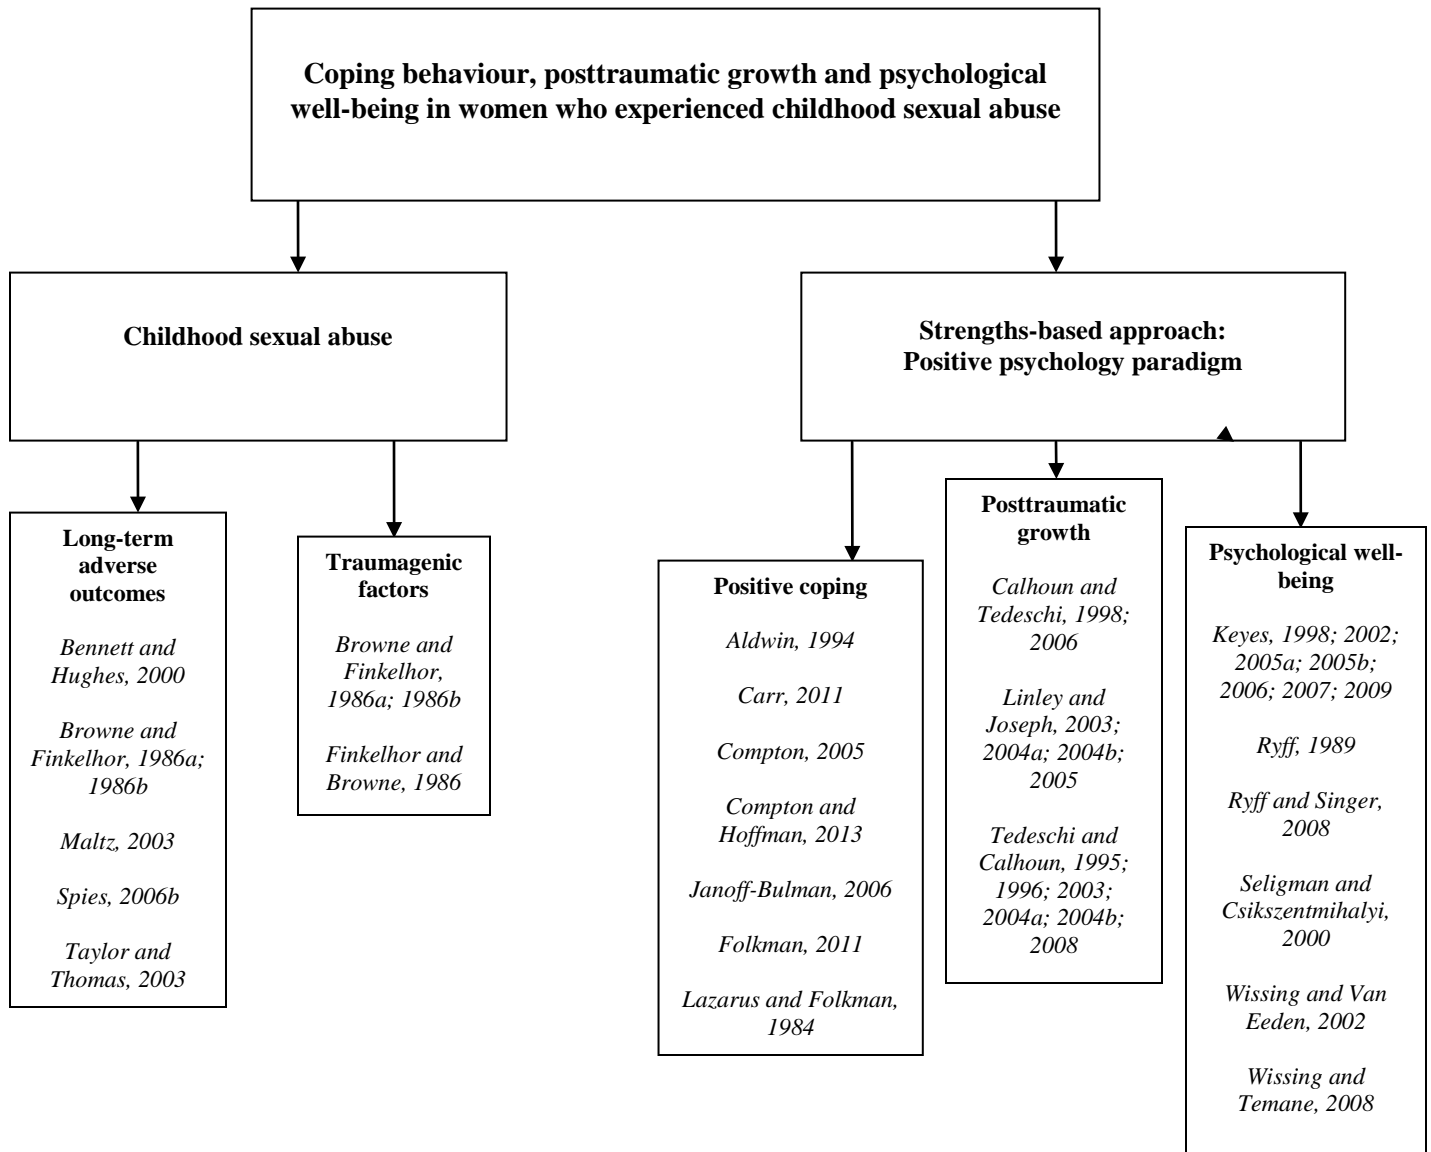 Coping behaviour, posttraumatic growth and psychological
well-being in women who experienced childhood sexual abuse
Childhood sexual abuse
Strengths-based approach:
Positive psychology paradigm
Long-term
adverse
outcomes
Bennett and
Hughes, 2000
Browne and
Finkelhor, 1986a;
1986b
Maltz, 2003
Spies, 2006b
Taylor and
Thomas, 2003
Traumagenic
factors
Browne and
Finkelhor,
1986a; 1986b
Finkelhor and
Browne, 1986
Positive coping
Aldwin, 1994
Carr, 2011
Compton, 2005
Compton and
Hoffman, 2013
Janoff-Bulman, 2006
Folkman, 2011
Lazarus and Folkman,
1984
Posttraumatic
growth
Calhoun and
Tedeschi, 1998;
2006
Linley and
Joseph, 2003;
2004a; 2004b;
2005
Tedeschi and
Calhoun, 1995;
1996; 2003;
2004a; 2004b;
2008
Psychological well-
being
Keyes, 1998; 2002;
2005a; 2005b;
2006; 2007; 2009
Ryff, 1989
Ryff and Singer,
2008
Seligman and
Csikszentmihalyi,
2000
Wissing and Van
Eeden, 2002
Wissing and
Temane, 2008